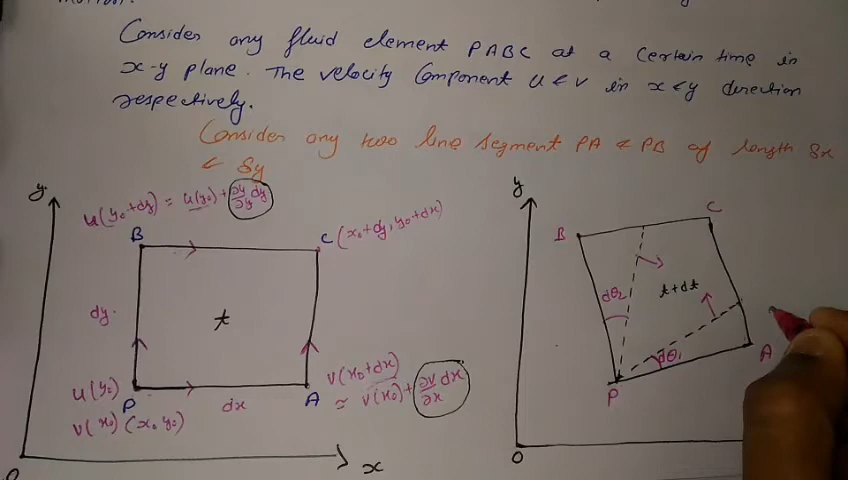 Consider any fluid element PABC at a certain time in
x-y plane. The velocity Component u & v in x & y direction
respectively.
Consider any two line segment PA & PB of length δx
& δy
y
u(y₀+dy) = u(y₀) + ∂u/∂y dy
B
C (x₀+dy, y₀+dx)
dy
t
u(y₀)
P
dx
A
v(x₀+dx)
≈ v(x₀) + ∂v/∂x dx
v(x₀) (x₀ y₀)
O
x
y
B
C
dθ₂
t+dt
dθ₁
A
P
O